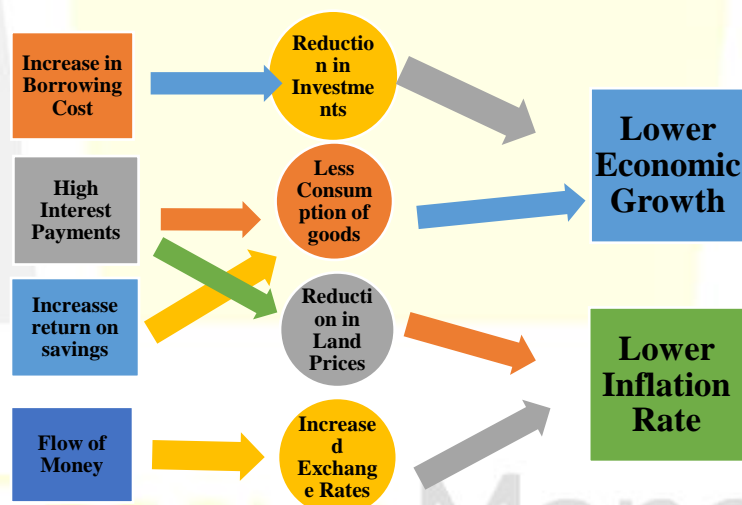 Increase in
Borrowing
Cost
Reductio
n in
Investme
nts
Lower
Economic
Growth
High
Interest
Payments
Less
Consum
ption of
goods
Increasse
return on
savings
Reducti
on in
Land
Prices
Lower
Inflation
Rate
Flow of
Money
Increase
d
Exchang
e Rates